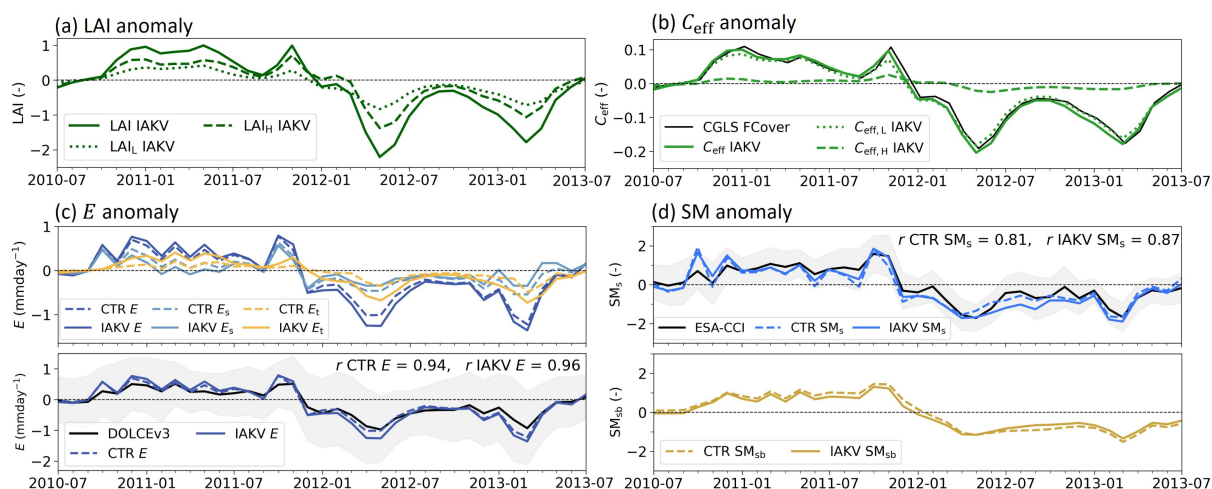 (a) LAI anomaly
LAI (-)
1
0
−1
−2
LAI IAKV
LAI_L IAKV
LAI_H IAKV
2010-07 2011-01 2011-07 2012-01 2012-07 2013-01 2013-07
(b) C_eff anomaly
C_eff (-)
0.1
0.0
−0.1
−0.2
CGLS FCover
C_eff IAKV
C_eff, L IAKV
C_eff, H IAKV
2010-07 2011-01 2011-07 2012-01 2012-07 2013-01 2013-07
(c) E anomaly
E (mmday⁻¹)
1
0
−1
CTR E
IAKV E
CTR E_s
IAKV E_s
CTR E_t
IAKV E_t
r CTR E = 0.94, r IAKV E = 0.96
E (mmday⁻¹)
2
1
0
−1
−2
DOLCEv3
CTR E
IAKV E
2010-07 2011-01 2011-07 2012-01 2012-07 2013-01 2013-07
(d) SM anomaly
r CTR SM_s = 0.81, r IAKV SM_s = 0.87
SM_s (-)
2
0
−2
ESA-CCI
CTR SM_s
IAKV SM_s
SM_sb (-)
2
0
−2
CTR SM_sb
IAKV SM_sb
2010-07 2011-01 2011-07 2012-01 2012-07 2013-01 2013-07